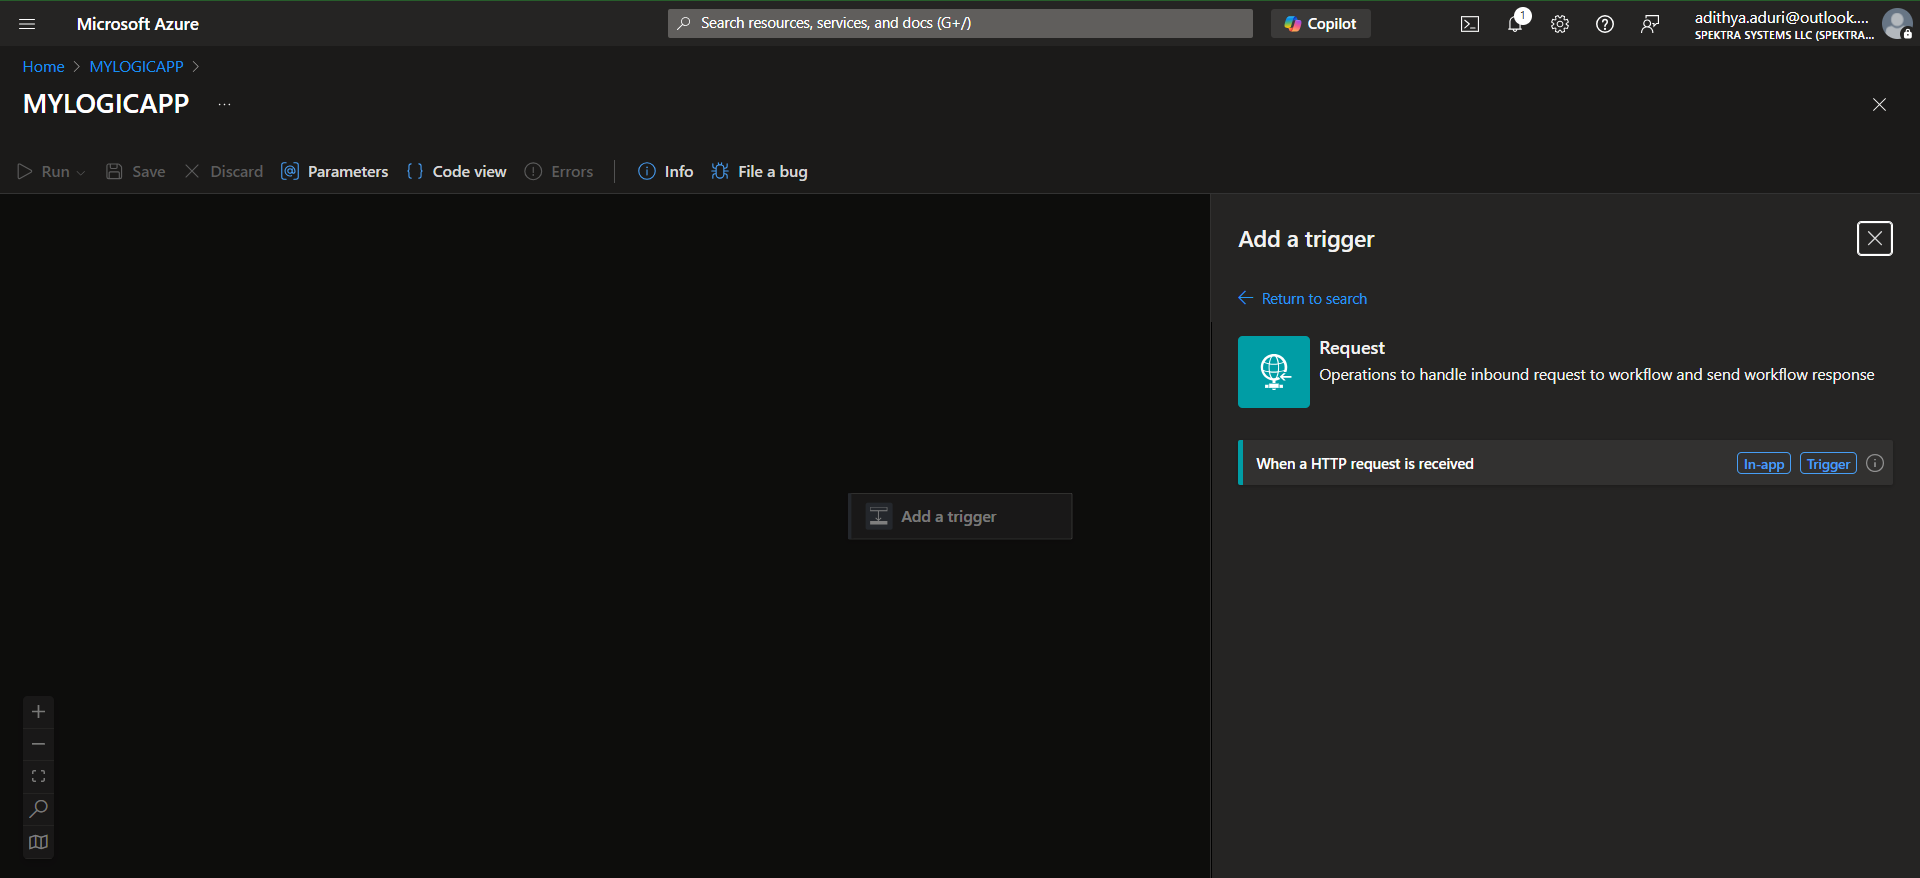 Microsoft Azure
Search resources, services, and docs (G+/)
Copilot
1
adithya.aduri@outlook....
SPEKTRA SYSTEMS LLC (SPEKTRA...
Home > MYLOGICAPP >
MYLOGICAPP ...
Run Save Discard Parameters Code view Errors Info File a bug
Add a trigger
Return to search
Request
Operations to handle inbound request to workflow and send workflow response
When a HTTP request is received In-app Trigger
Add a trigger